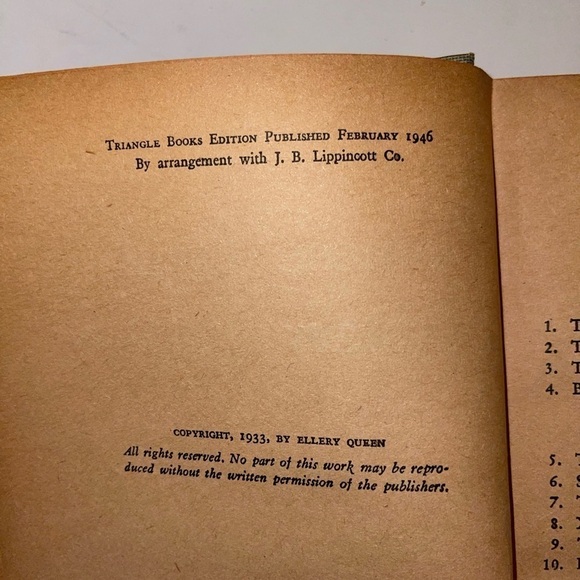 TRIANGLE BOOKS EDITION PUBLISHED FEBRUARY 1946
By arrangement with J. B. Lippincott Co.
COPYRIGHT, 1933, BY ELLERY QUEEN
All rights reserved. No part of this work may be repro-
duced without the written permission of the publishers.
1. T
2. T
3. T
4. B
5. T
6. S
7. T
8.
9. T
10.